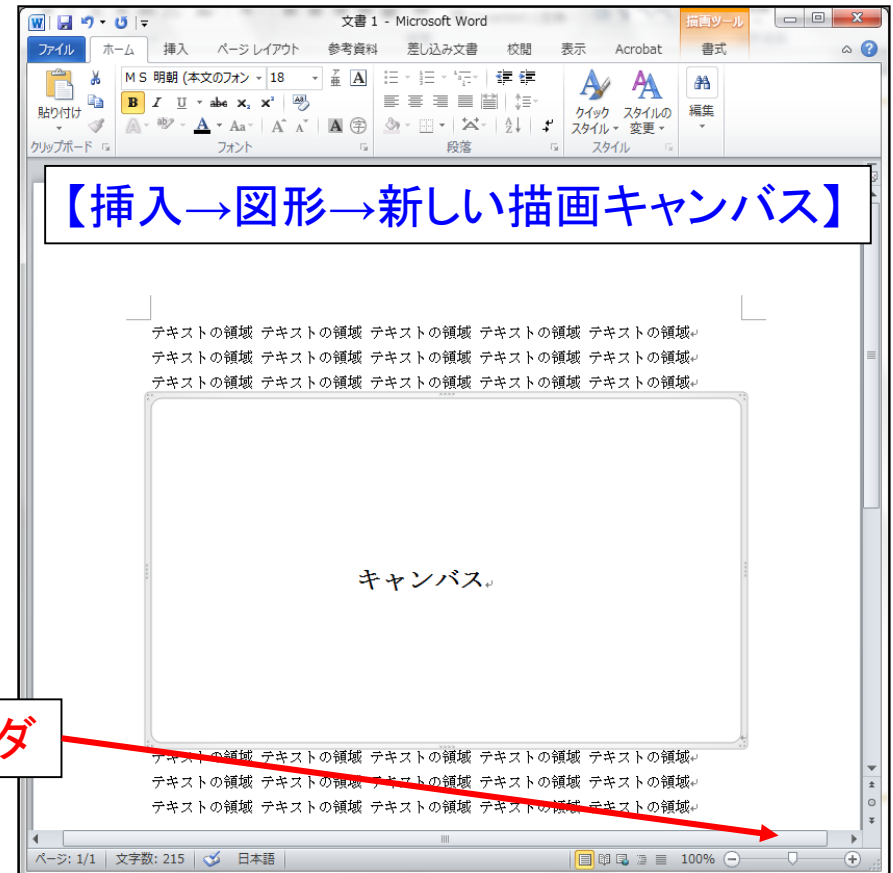 文書 1 - Microsoft Word
描画ツール
ファイル ホーム 挿入 ページ レイアウト 参考資料 差し込み文書 校閲 表示 Acrobat 書式
ＭＳ 明朝 (本文のフォン 18
貼り付け
B I U abc x₂ x²
A Aa A A A 字
クイック スタイル
スタイルの 変更
編集
クリップボード フォント 段落 スタイル
【挿入→図形→新しい描画キャンバス】
テキストの領域 テキストの領域 テキストの領域 テキストの領域 テキストの領域
テキストの領域 テキストの領域 テキストの領域 テキストの領域 テキストの領域
テキストの領域 テキストの領域 テキストの領域 テキストの領域 テキストの領域
キャンバス
ダ
テキストの領域 テキストの領域 テキストの領域 テキストの領域 テキストの領域
テキストの領域 テキストの領域 テキストの領域 テキストの領域 テキストの領域
テキストの領域 テキストの領域 テキストの領域 テキストの領域 テキストの領域
ページ: 1/1 文字数: 215 日本語 100%